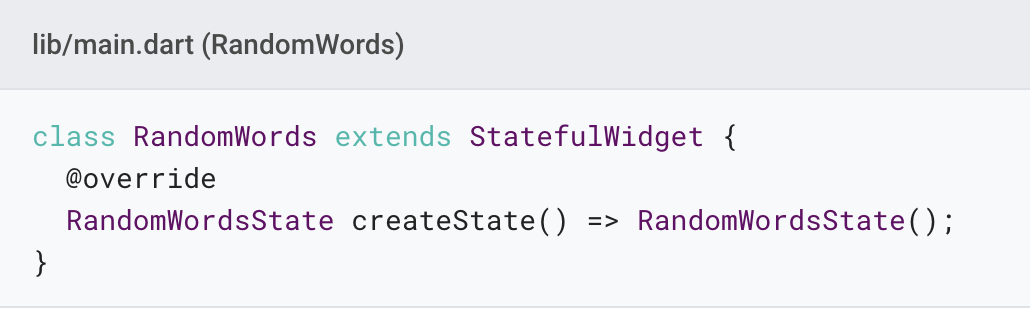 lib/main.dart (RandomWords)
class RandomWords extends StatefulWidget {
  @override
  RandomWordsState createState() => RandomWordsState();
}